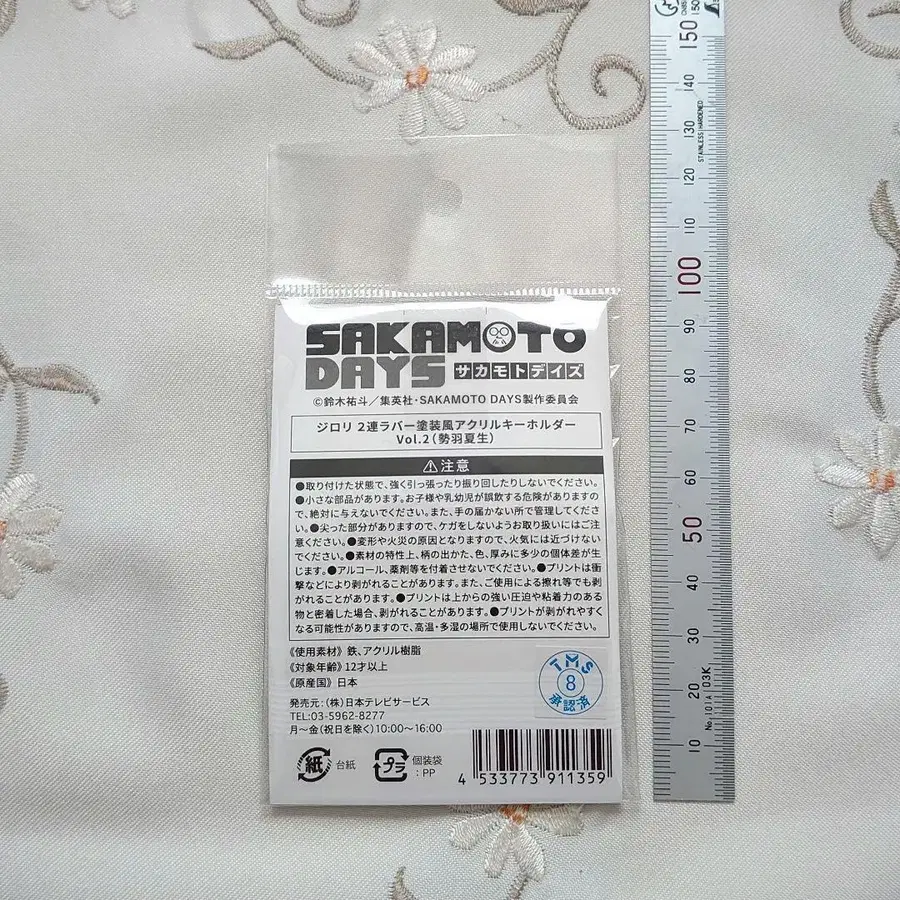 SAKAMOTO
DAYS サカモトデイズ
©鈴木祐斗／集英社・SAKAMOTO DAYS製作委員会
ジロリ 2連ラバー塗装風アクリルキーホルダー
Vol.2(勢羽夏生)
⚠注意
●取り付けた状態で、強く引っ張ったり振り回したりしないでください。
●小さな部品があります。お子様や乳幼児が誤飲する危険がありますの
で、絶対に与えないでください。また、手の届かない所で管理してくださ
い。●尖った部分がありますので、ケガをしないようお取り扱いにはご注
意ください。●変形や火災の原因となりますので、火気には近づけない
でください。●素材の特性上、柄の出かた、色、厚みに多少の個体差が生
じます。●アルコール、薬剤等を付着させないでください。●プリントは衝
撃などにより剥がれることがあります。また、ご使用による擦れ等でも剥
がれることがあります。●プリントは上からの強い圧迫や粘着力のある
物と密着した場合、剥がれることがあります。●プリントが剥がれやすく
なる可能性がありますので、高温・多湿の場所で使用しないでください。
《使用素材》 鉄、アクリル樹脂
《対象年齢》 12才以上
《原産国》 日本
発売元：(株)日本テレビサービス
TEL:03-5962-8277
月～金(祝日を除く)10:00～16:00
TMS
8
承認済
紙 台紙
プラ 個装袋
：PP
4 533773 911359
150
140
130
120
110
100
90
80
70
60
50
40
30
20
10
STAINLESS HARDENED
No.101A 03K